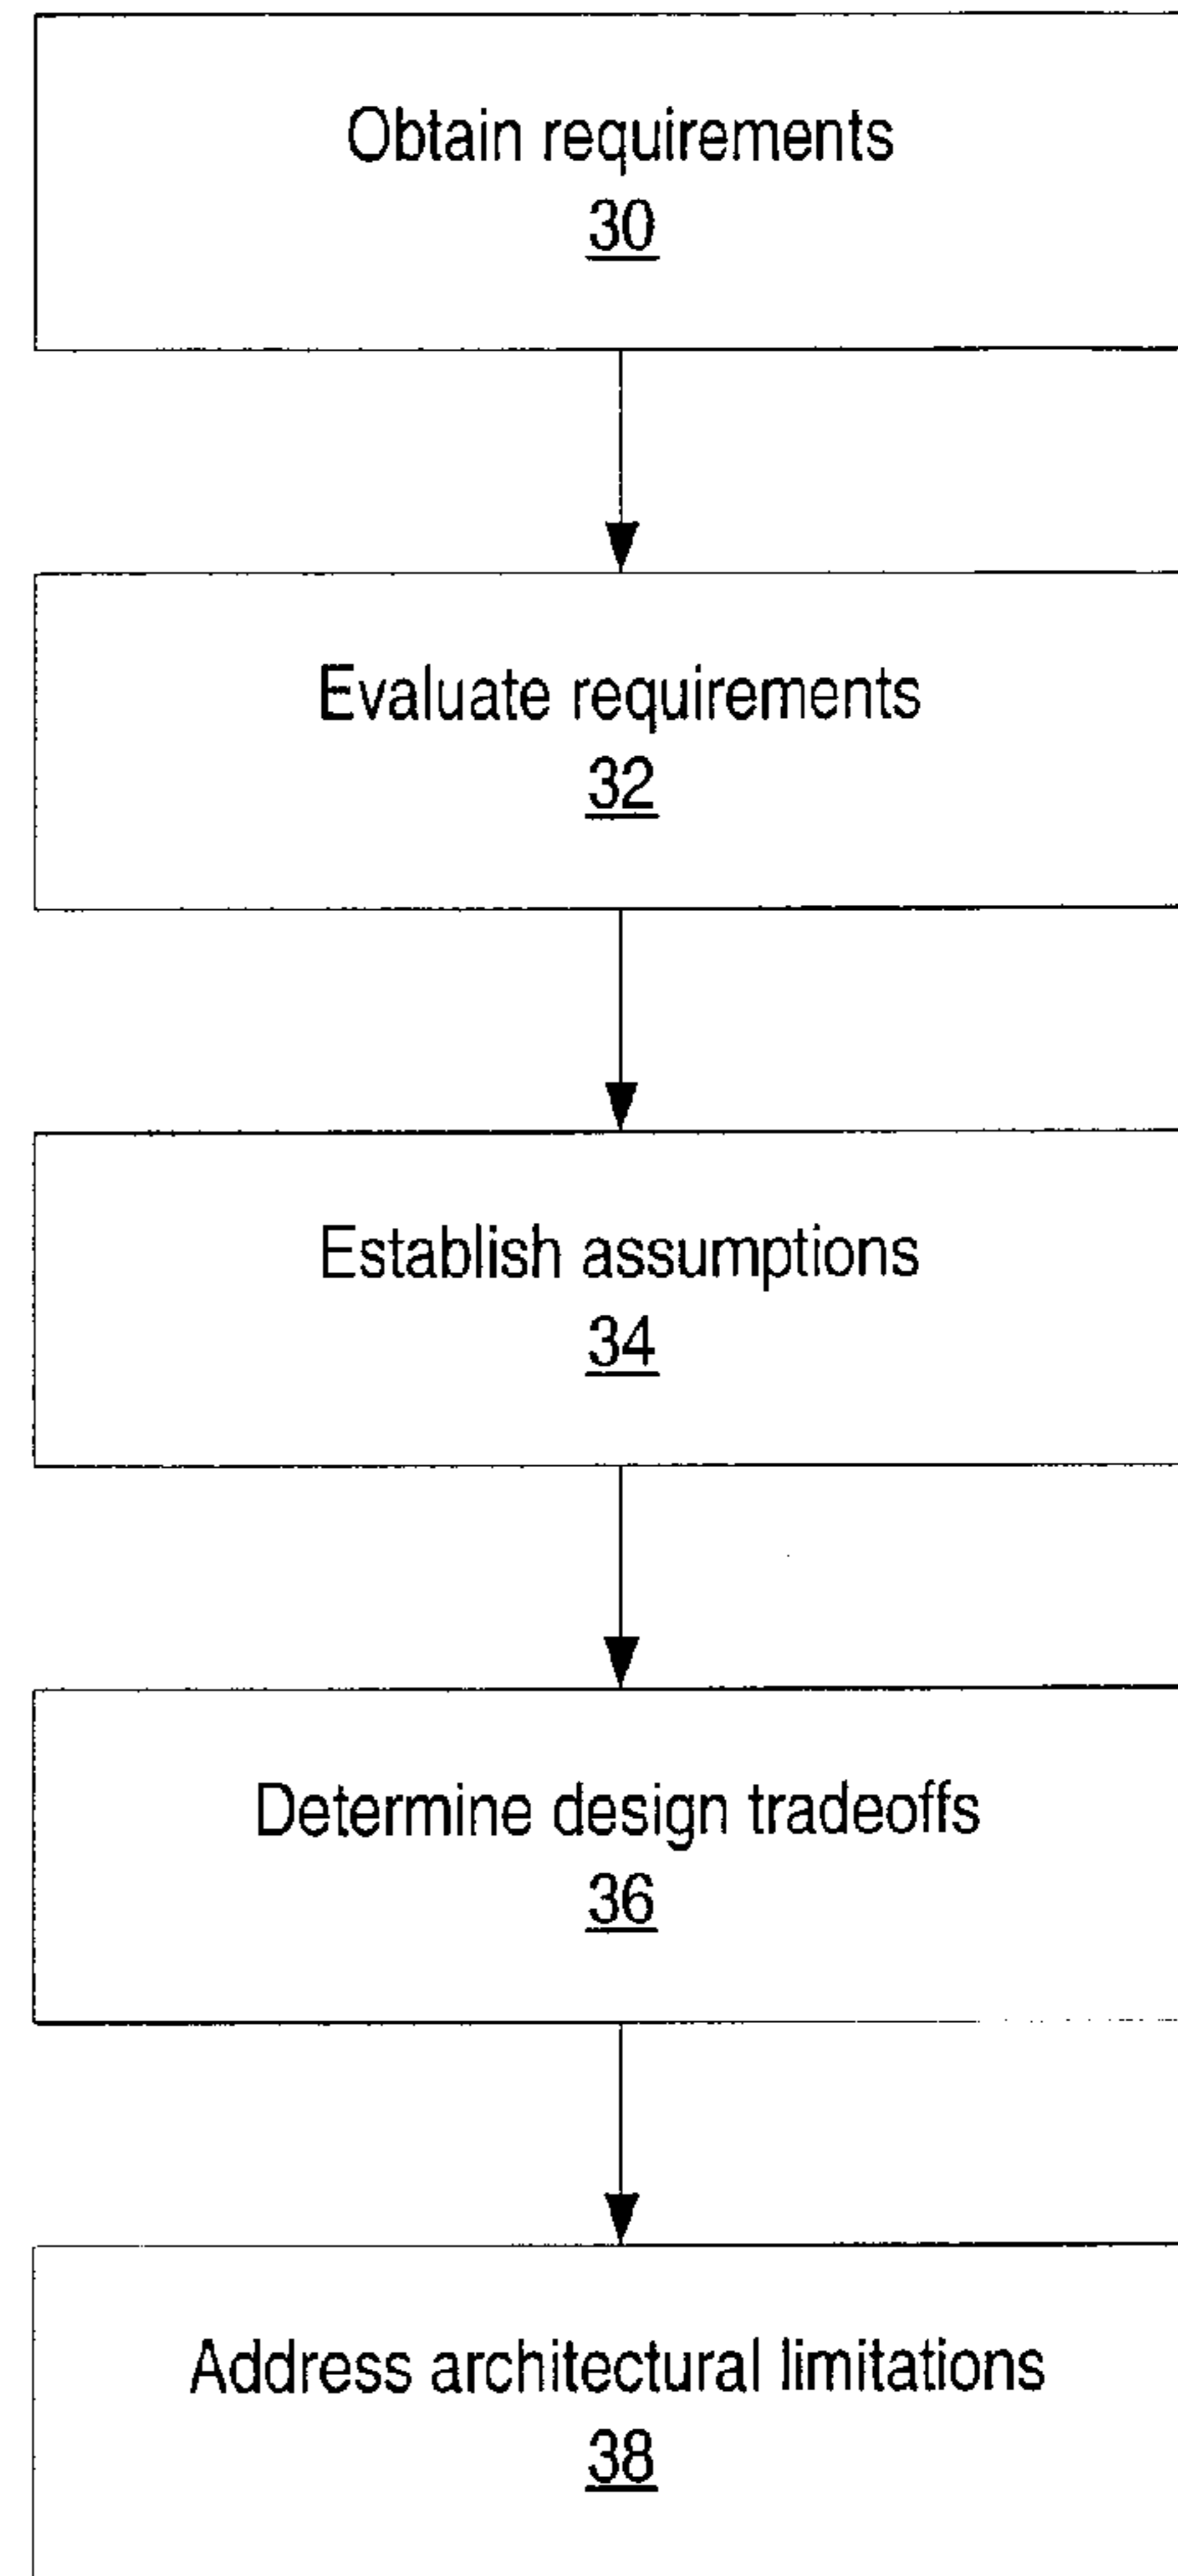 Obtain requirements
30
Evaluate requirements
32
Establish assumptions
34
Determine design tradeoffs
36
Address architectural limitations
38